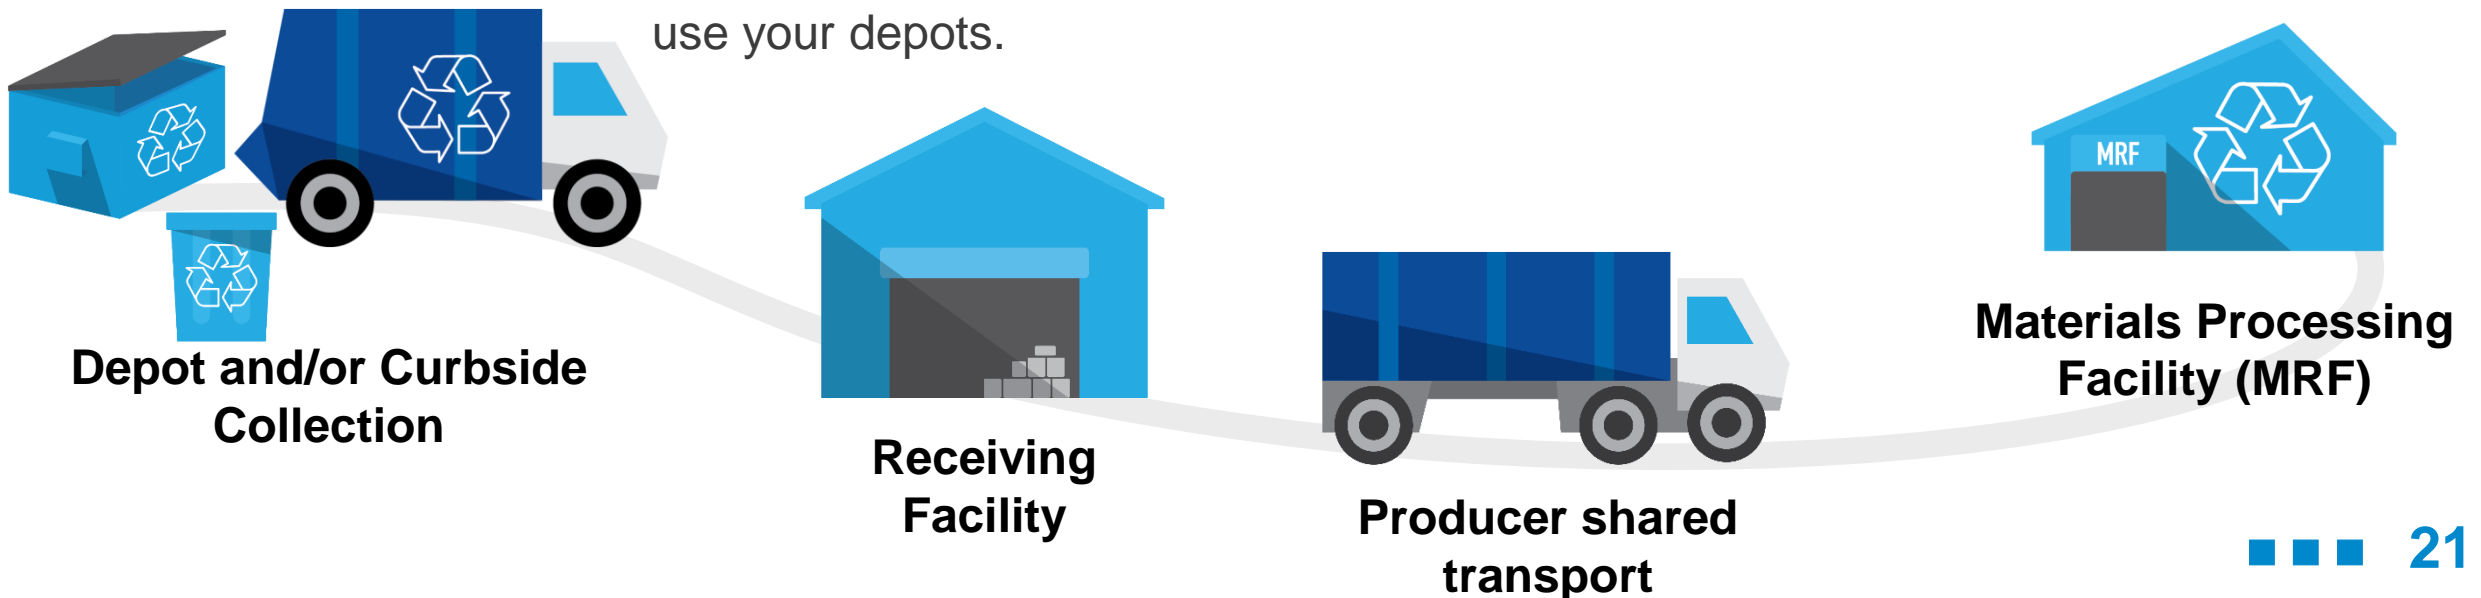 use your depots.
MRF
Depot and/or Curbside
Collection
Receiving
Facility
Producer shared
transport
Materials Processing
Facility (MRF)
21